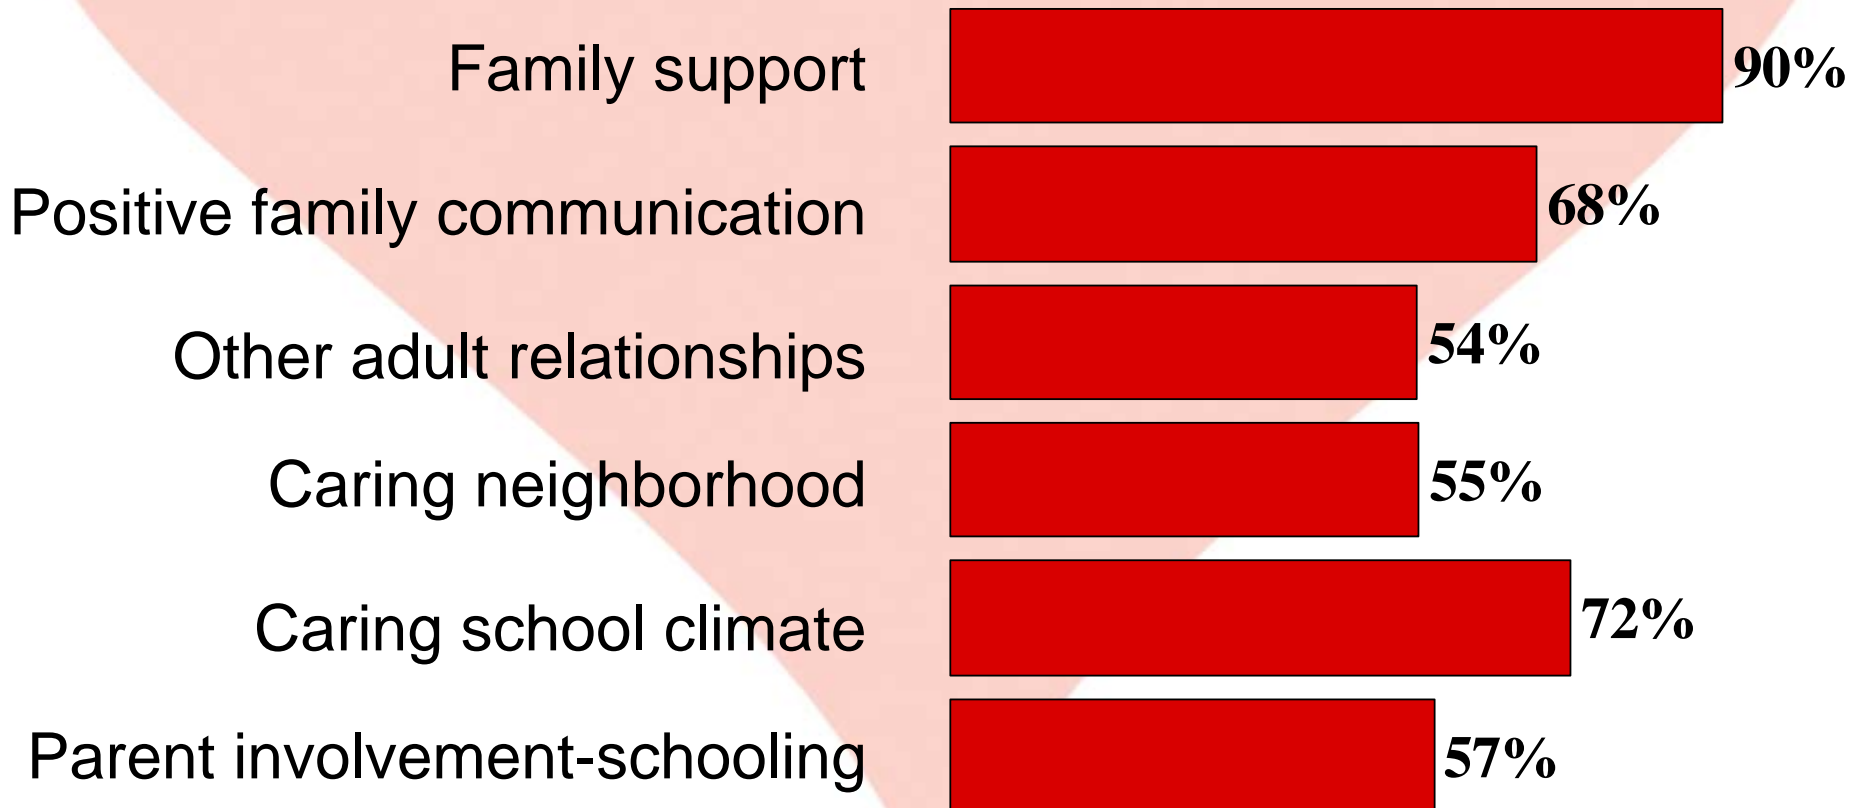 Family support 90%
Positive family communication 68%
Other adult relationships 54%
Caring neighborhood 55%
Caring school climate 72%
Parent involvement-schooling 57%